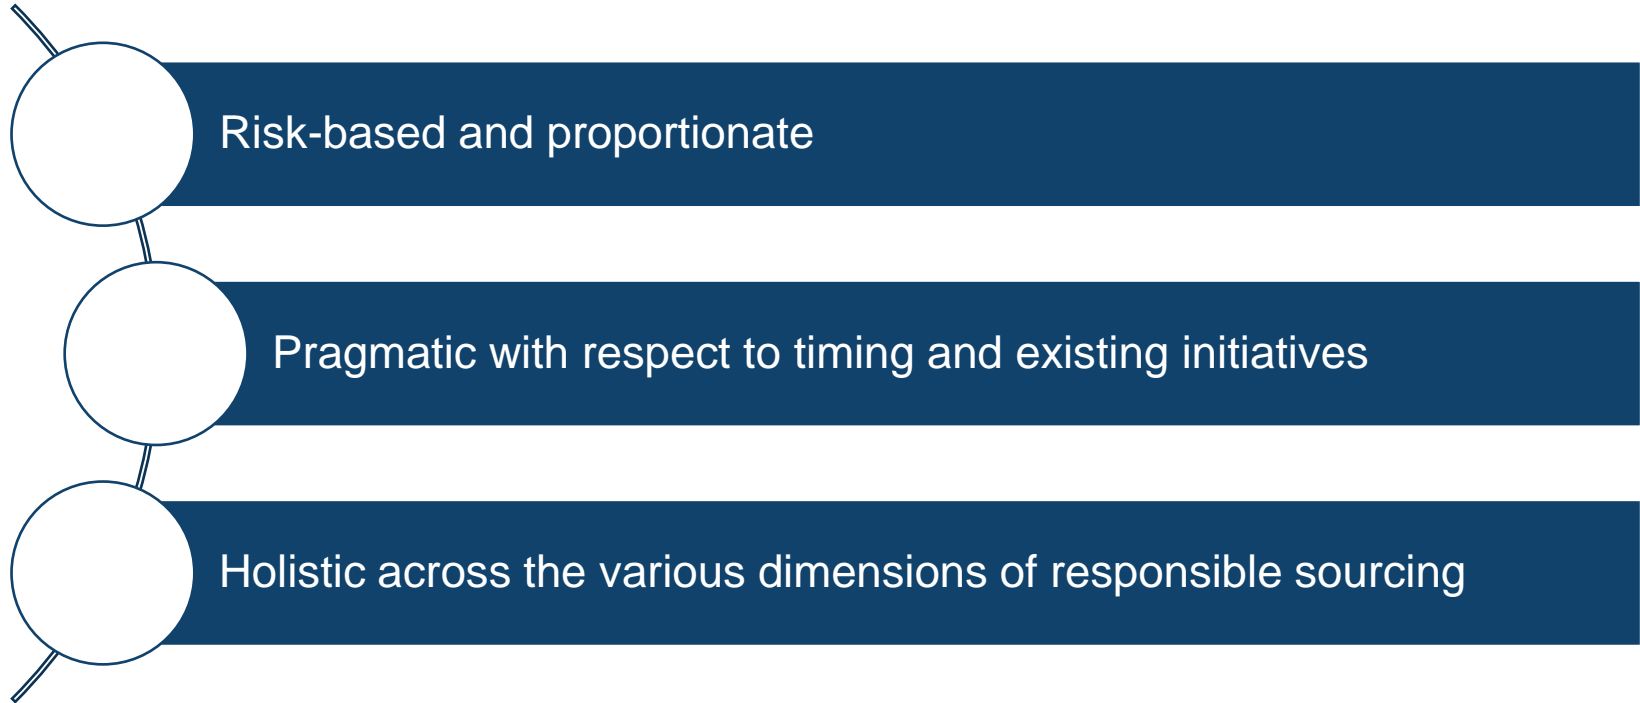 Risk-based and proportionate
Pragmatic with respect to timing and existing initiatives
Holistic across the various dimensions of responsible sourcing